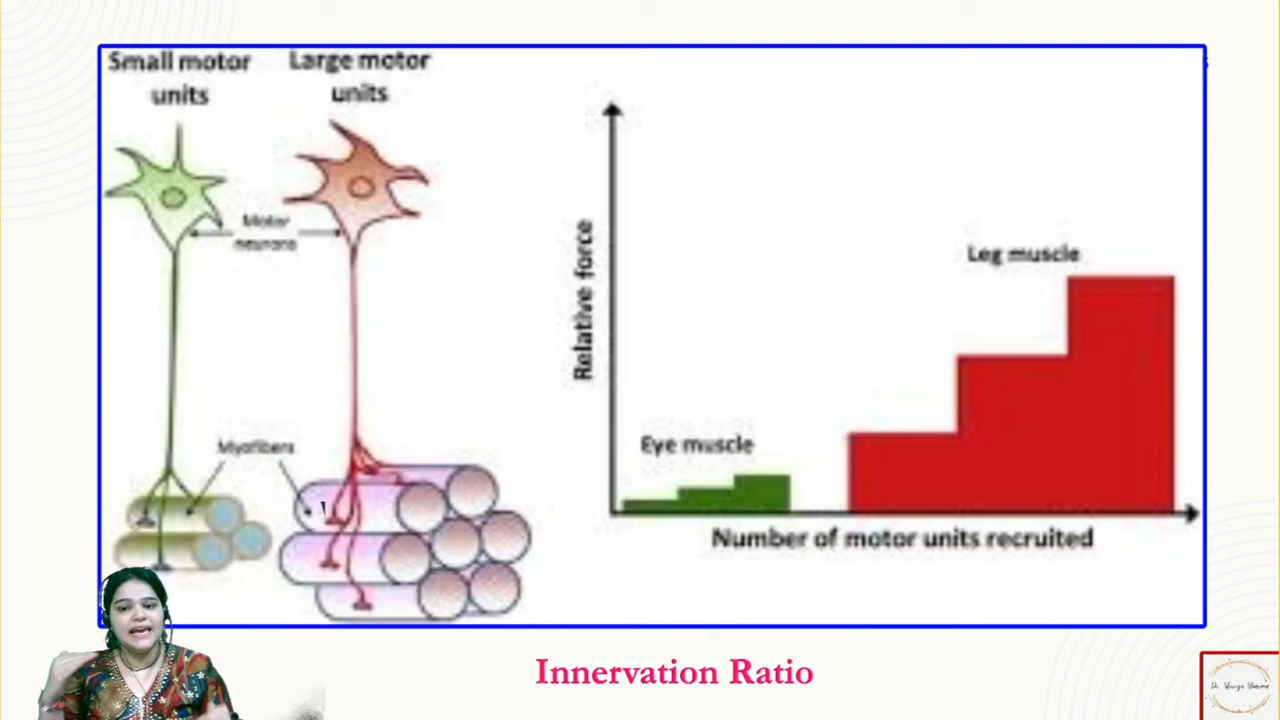 Small motor
units
Large motor
units
Motor
neurons
Myofibers
Relative force
Eye muscle
Leg muscle
Number of motor units recruited
Innervation Ratio